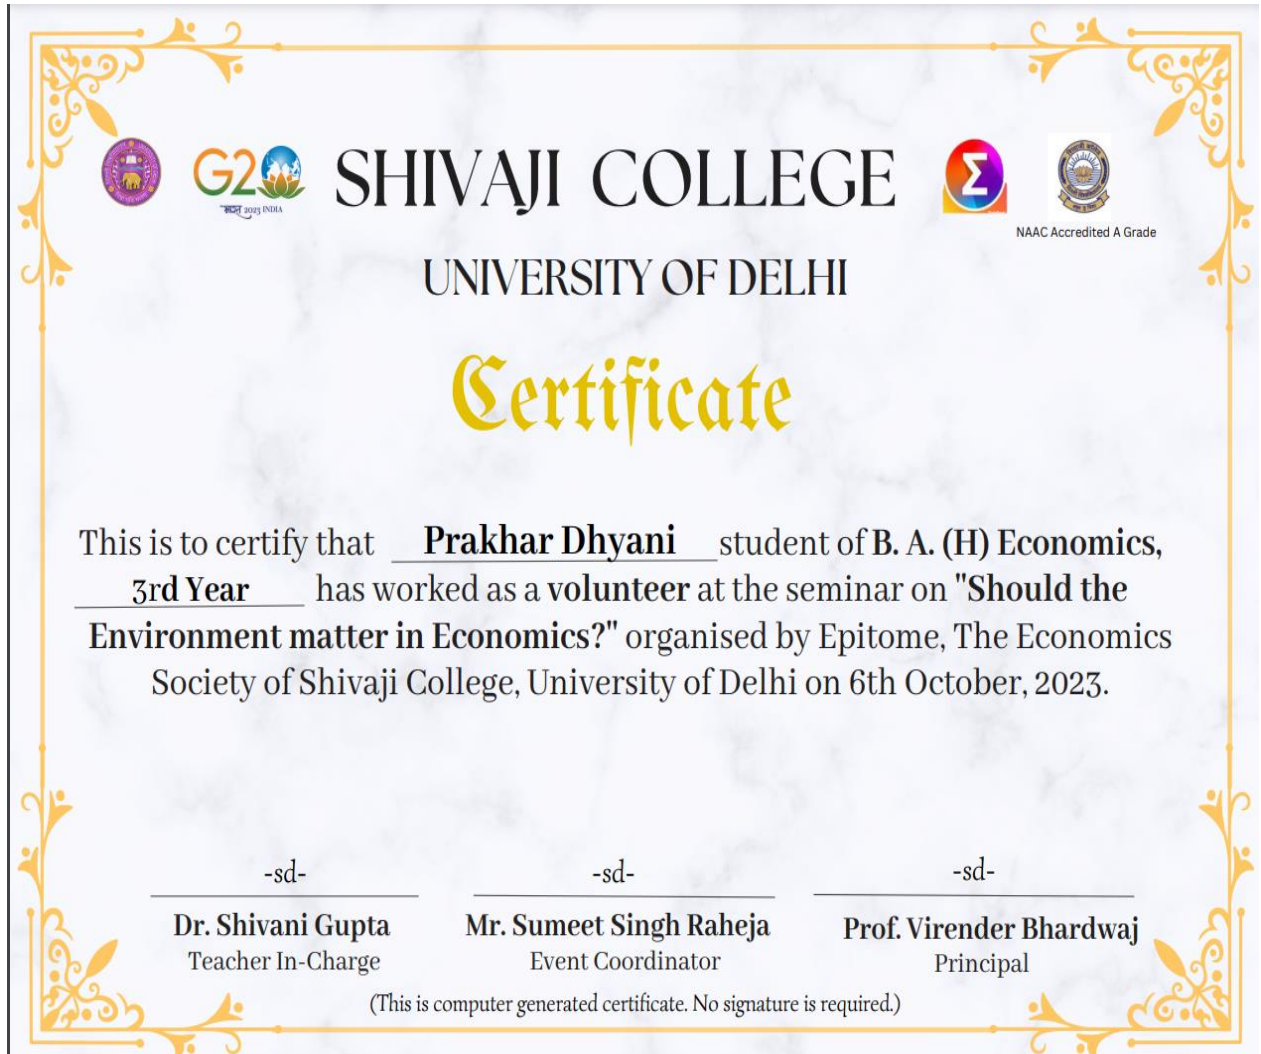 G20
भारत 2023 INDIA
SHIVAJI COLLEGE
Σ
NAAC Accredited A Grade
UNIVERSITY OF DELHI
Certificate
This is to certify that Prakhar Dhyani student of B. A. (H) Economics,
3rd Year has worked as a volunteer at the seminar on "Should the
Environment matter in Economics?" organised by Epitome, The Economics
Society of Shivaji College, University of Delhi on 6th October, 2023.
-sd- -sd- -sd-
Dr. Shivani Gupta Mr. Sumeet Singh Raheja Prof. Virender Bhardwaj
Teacher In-Charge Event Coordinator Principal
(This is computer generated certificate. No signature is required.)